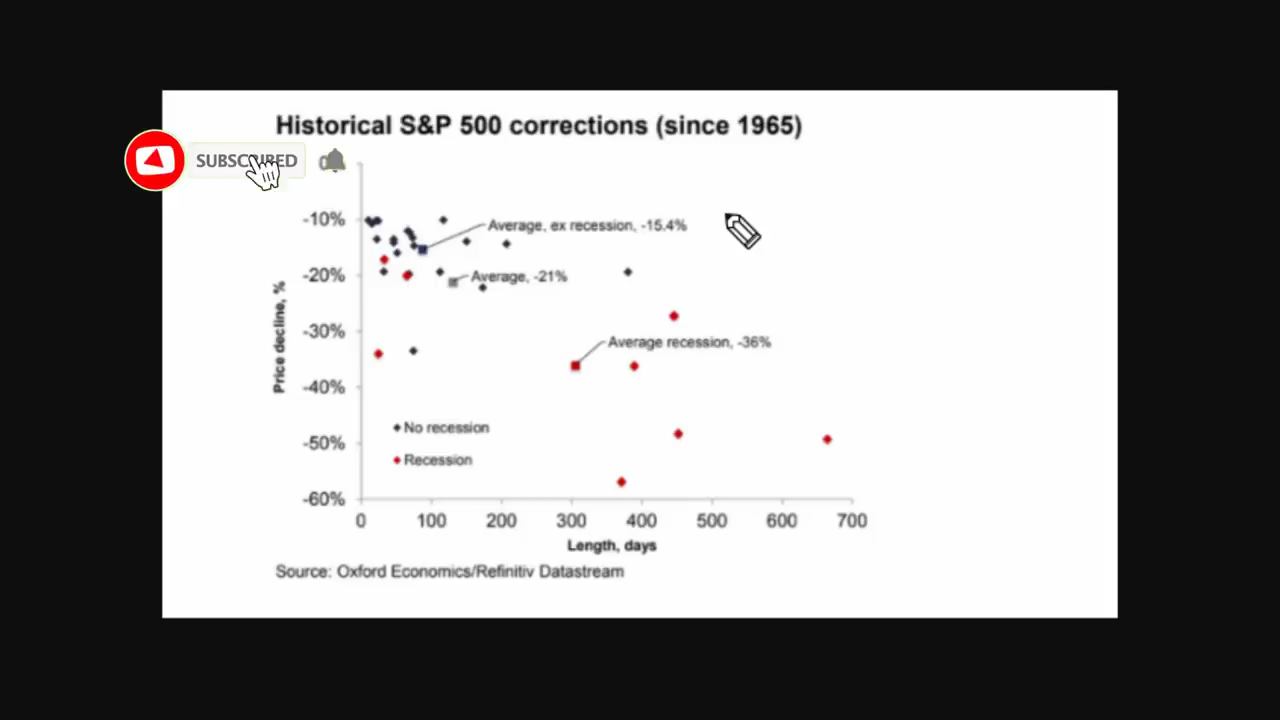 Historical S&P 500 corrections (since 1965)
SUBSCRIBED
-10%
Average, ex recession, -15.4%
-20%
Average, -21%
-30%
Average recession, -36%
Price decline, %
-40%
No recession
-50%
Recession
-60%
0 100 200 300 400 500 600 700
Length, days
Source: Oxford Economics/Refinitiv Datastream